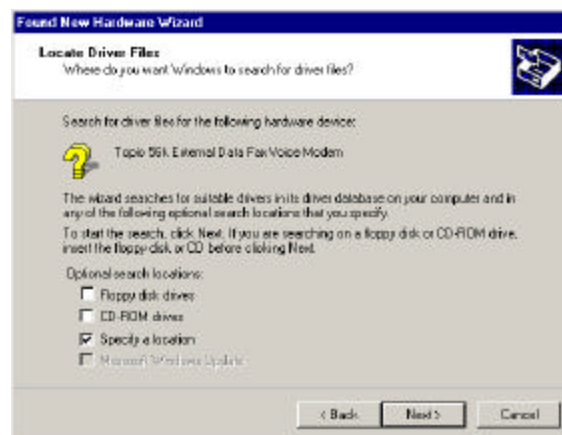 Found New Hardware Wizard
Locate Driver Files
Where do you want Windows to search for driver files?
Search for driver files for the following hardware device:
Topic 56k External Data Fax Voice Modem
The wizard searches for suitable drivers in its driver database on your computer and in
any of the following optional search locations that you specify.
To start the search, click Next. If you are searching on a floppy disk or CD-ROM drive,
insert the floppy disk or CD before clicking Next.
Optional search locations:
Floppy disk drives
CD-ROM drives
Specify a location
Microsoft Windows Update
< Back
Next >
Cancel